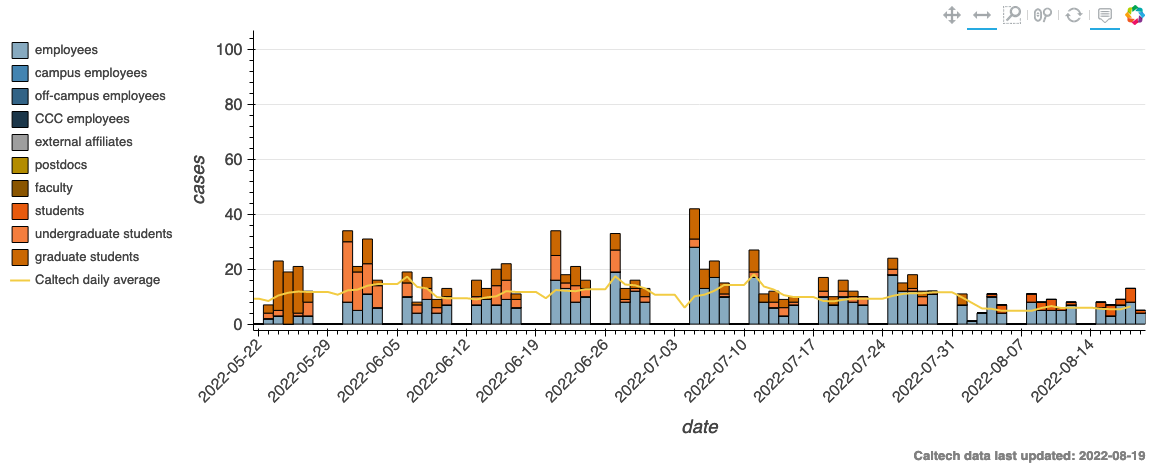 employees
campus employees
off-campus employees
CCC employees
external affiliates
postdocs
faculty
students
undergraduate students
graduate students
Caltech daily average
cases
100
80
60
40
20
0
2022-05-22
2022-05-29
2022-06-05
2022-06-12
2022-06-19
2022-06-26
2022-07-03
2022-07-10
2022-07-17
2022-07-24
2022-07-31
2022-08-07
2022-08-14
date
Caltech data last updated: 2022-08-19